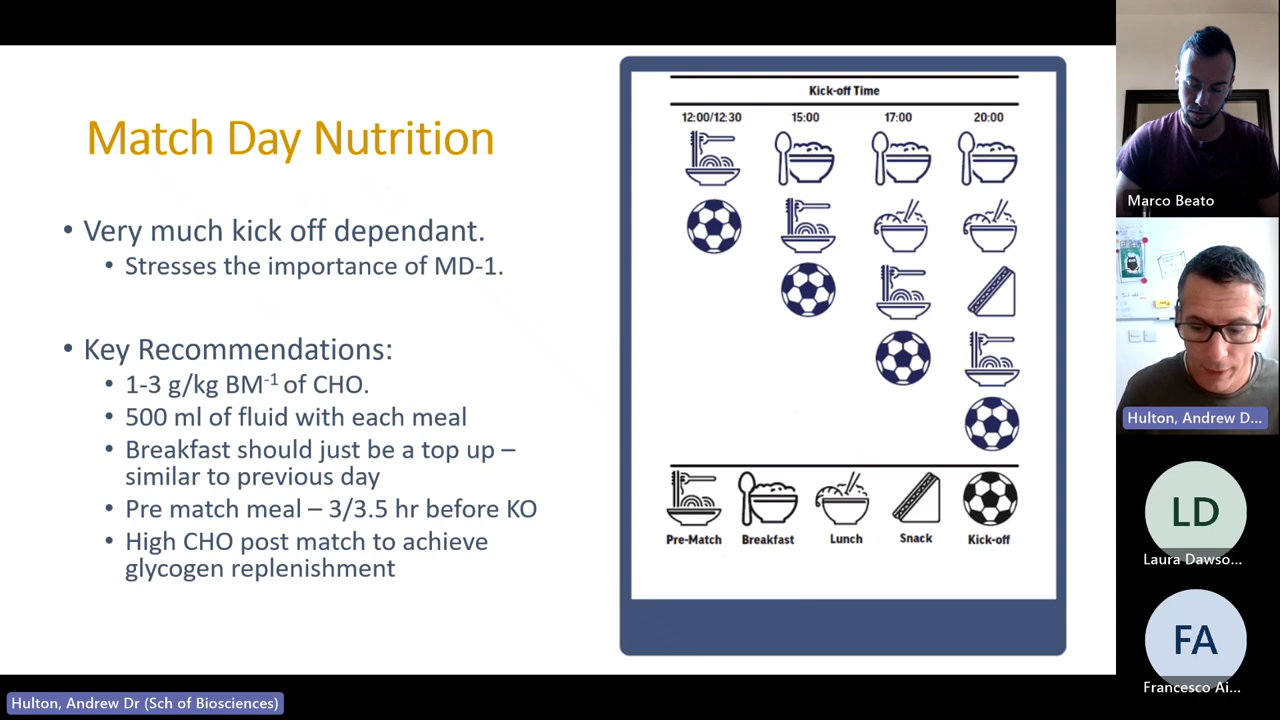 Match Day Nutrition
• Very much kick off dependant.
• Stresses the importance of MD-1.
• Key Recommendations:
• 1-3 g/kg BM-1 of CHO.
• 500 ml of fluid with each meal
• Breakfast should just be a top up –
similar to previous day
• Pre match meal – 3/3.5 hr before KO
• High CHO post match to achieve
glycogen replenishment
Kick-off Time
12:00/12:30 15:00 17:00 20:00
Pre-Match Breakfast Lunch Snack Kick-off
Marco Beato
Hulton, Andrew D...
LD
Laura Dawso...
FA
Francesco Ai...
Hulton, Andrew Dr (Sch of Biosciences)